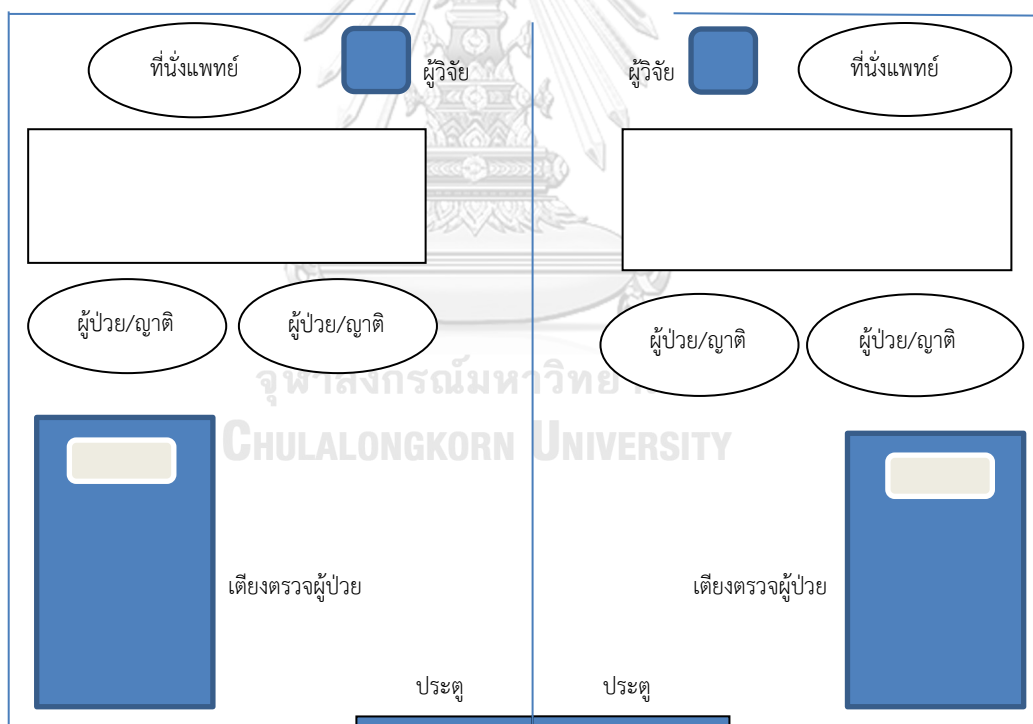 ที่นั่งแพทย์
ผู้วิจัย
ผู้วิจัย
ที่นั่งแพทย์
ผู้ป่วย/ญาติ
ผู้ป่วย/ญาติ
ผู้ป่วย/ญาติ
ผู้ป่วย/ญาติ
จุฬาลงกรณ์มหาวิทย
CHULALONGKORN UNIVERSITY
เตียงตรวจผู้ป่วย
เตียงตรวจผู้ป่วย
ประตู
ประตู